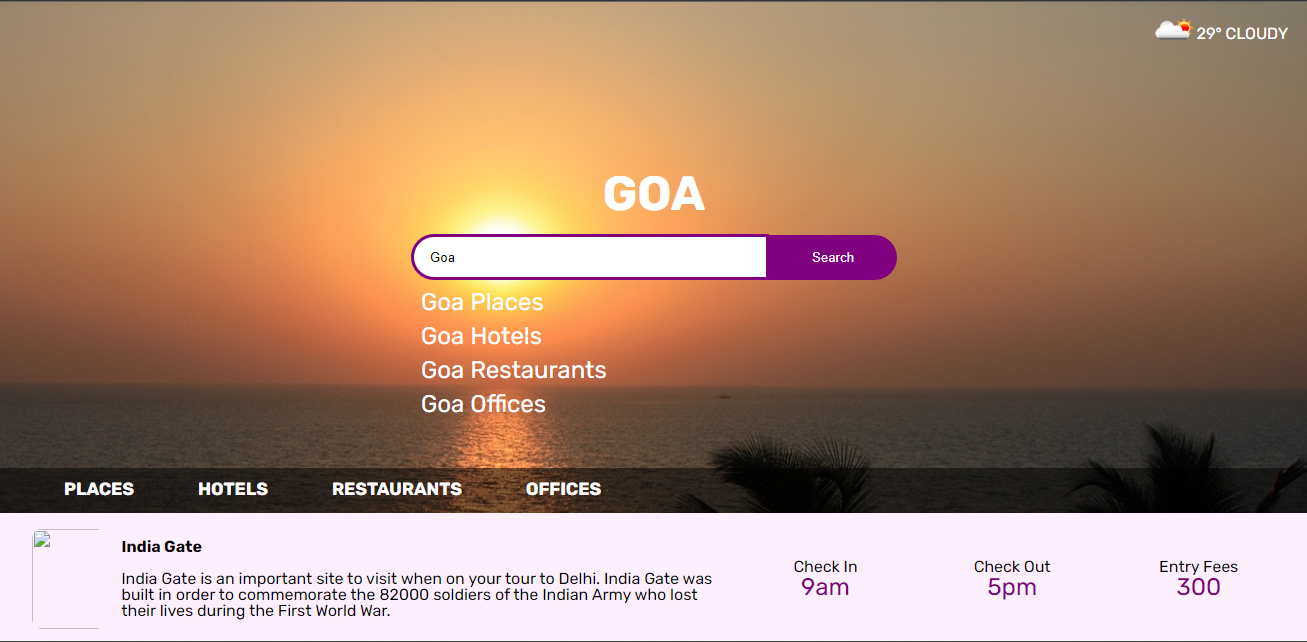 29° CLOUDY
GOA
Goa
Search
Goa Places
Goa Hotels
Goa Restaurants
Goa Offices
PLACES HOTELS RESTAURANTS OFFICES
India Gate
India Gate is an important site to visit when on your tour to Delhi. India Gate was
built in order to commemorate the 82000 soldiers of the Indian Army who lost
their lives during the First World War.
Check In
9am
Check Out
5pm
Entry Fees
300